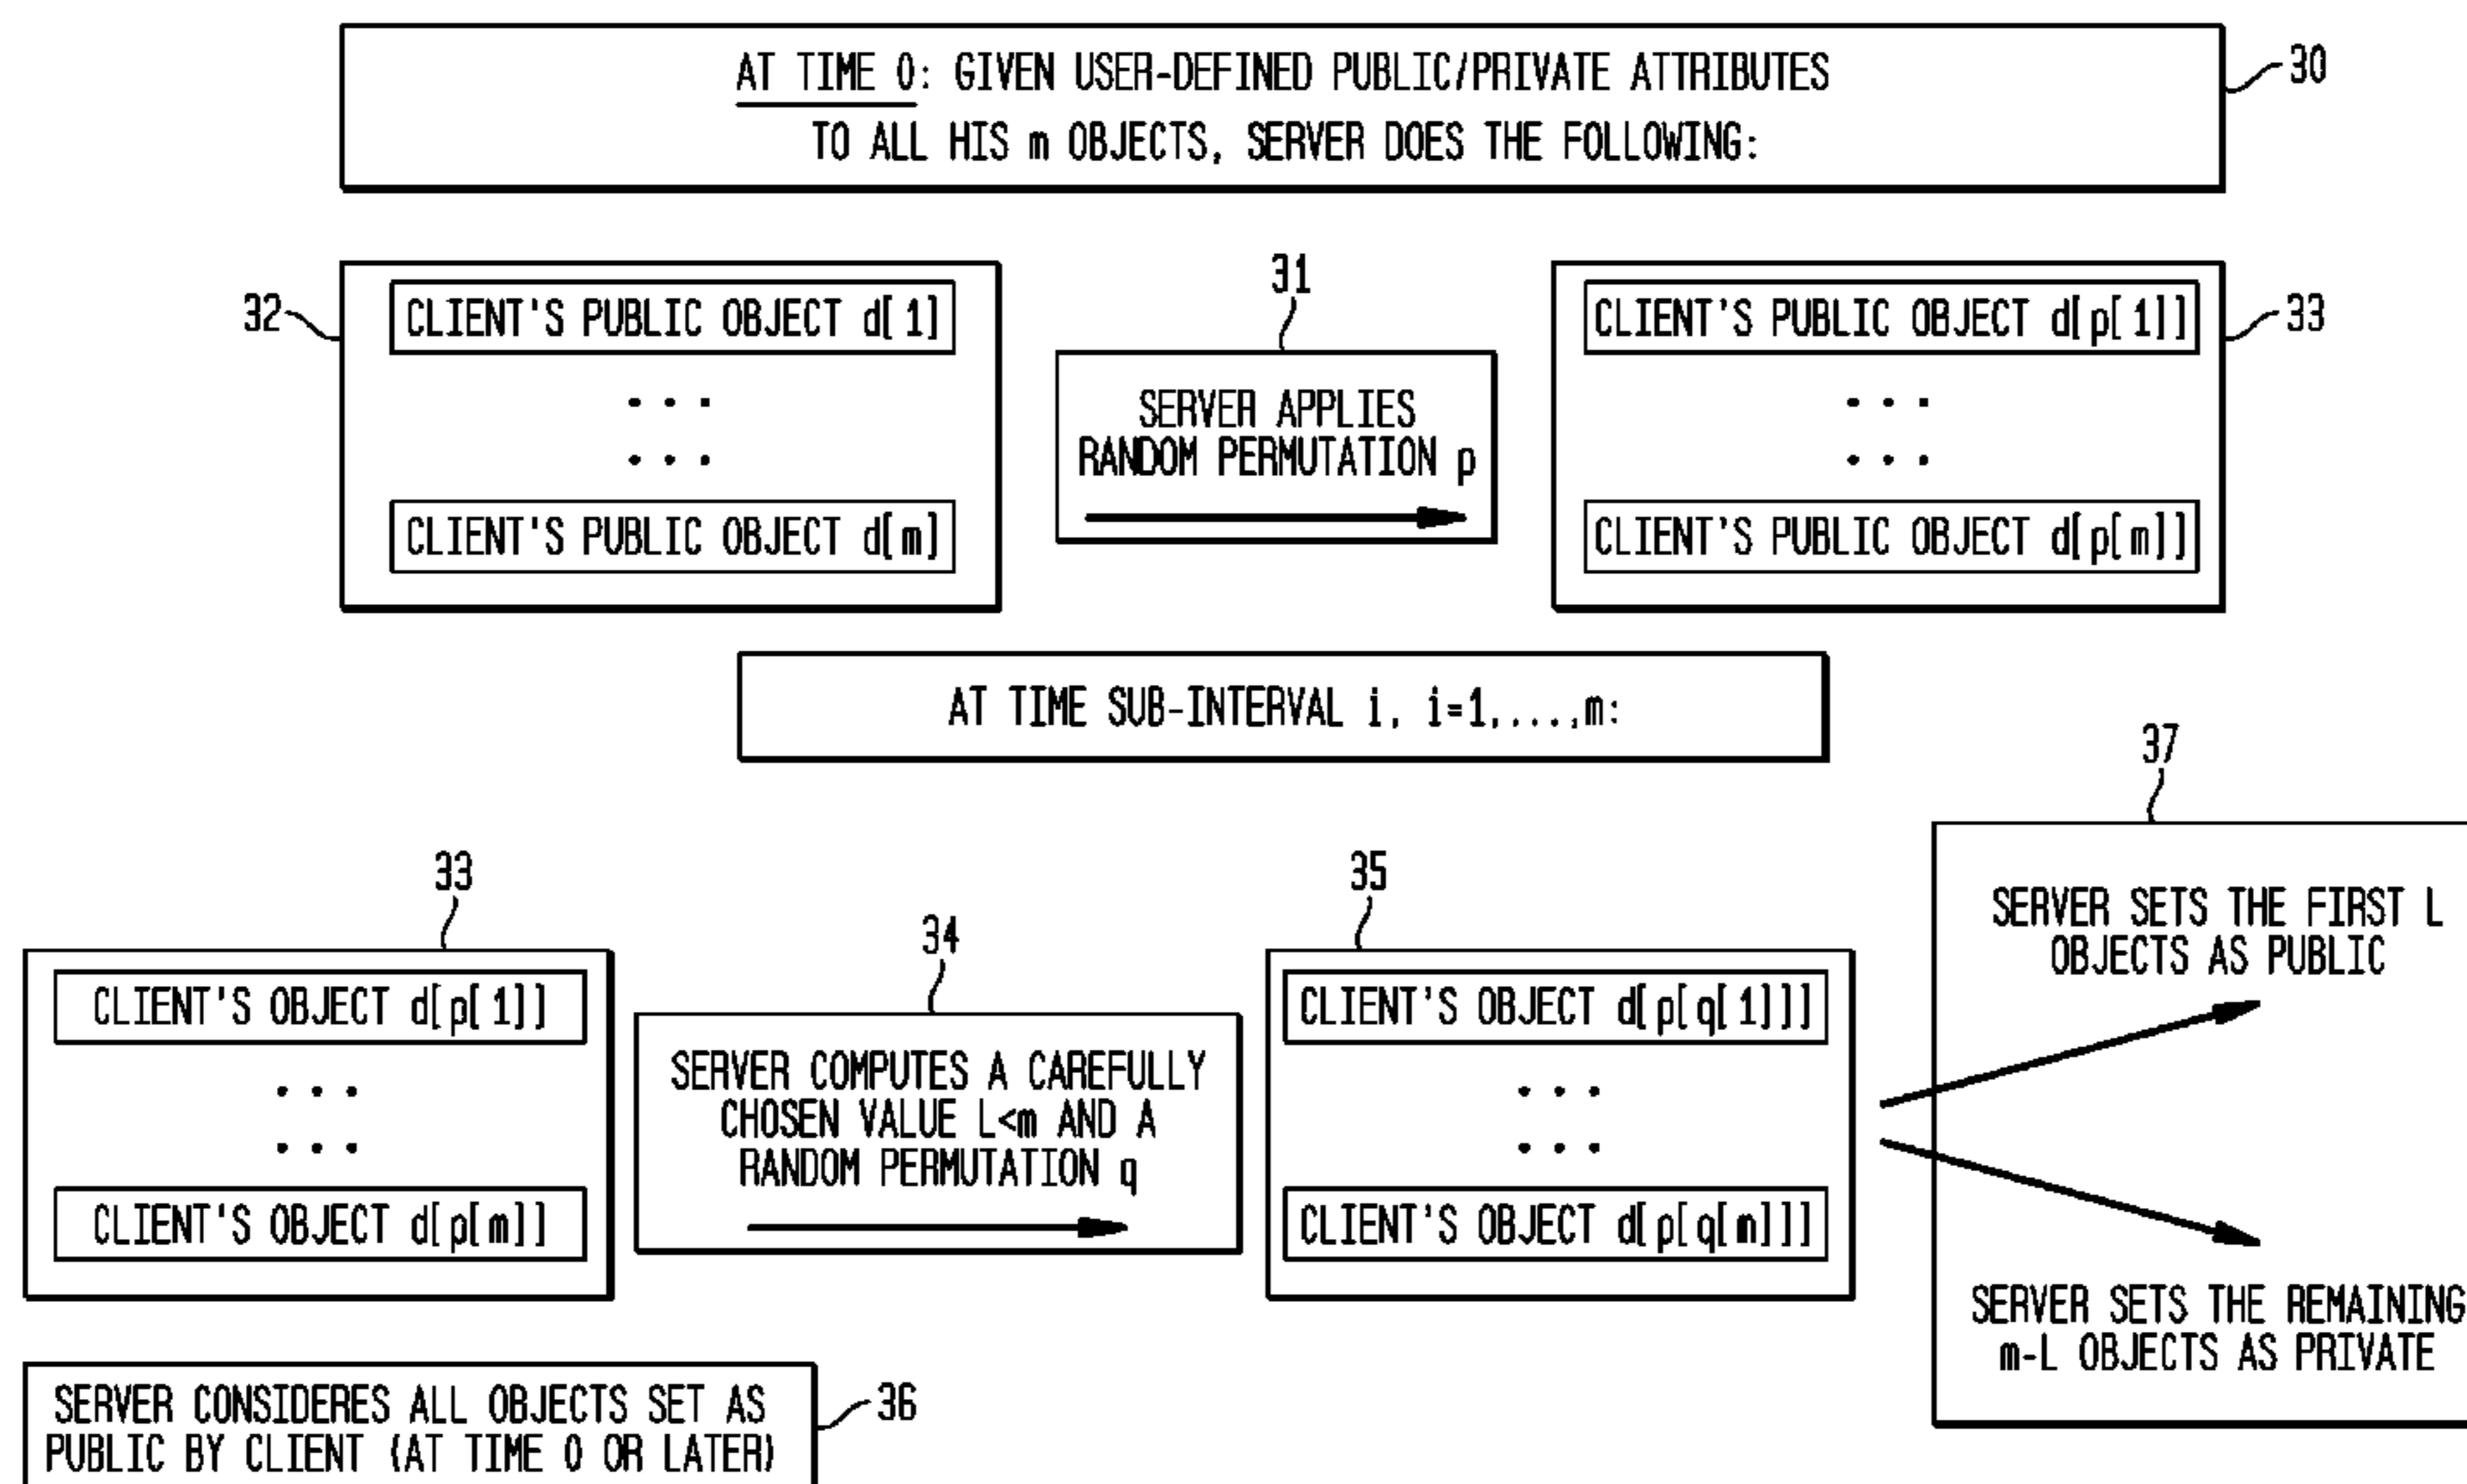 AT TIME 0: GIVEN USER-DEFINED PUBLIC/PRIVATE ATTRIBUTES
TO ALL HIS m OBJECTS, SERVER DOES THE FOLLOWING:
30
32
CLIENT'S PUBLIC OBJECT d[1]
. . .
. . .
CLIENT'S PUBLIC OBJECT d[m]
31
SERVER APPLIES
RANDOM PERMUTATION p
33
CLIENT'S PUBLIC OBJECT d[p[1]]
. . .
. . .
CLIENT'S PUBLIC OBJECT d[p[m]]
AT TIME SUB-INTERVAL i, i=1,...,m:
33
CLIENT'S OBJECT d[p[1]]
. . .
. . .
CLIENT'S OBJECT d[p[m]]
34
SERVER COMPUTES A CAREFULLY
CHOSEN VALUE L<m AND A
RANDOM PERMUTATION q
35
CLIENT'S OBJECT d[p[q[1]]]
. . .
. . .
CLIENT'S OBJECT d[p[q[m]]]
37
SERVER SETS THE FIRST L
OBJECTS AS PUBLIC
SERVER SETS THE REMAINING
m-L OBJECTS AS PRIVATE
SERVER CONSIDERES ALL OBJECTS SET AS
PUBLIC BY CLIENT (AT TIME 0 OR LATER)
36